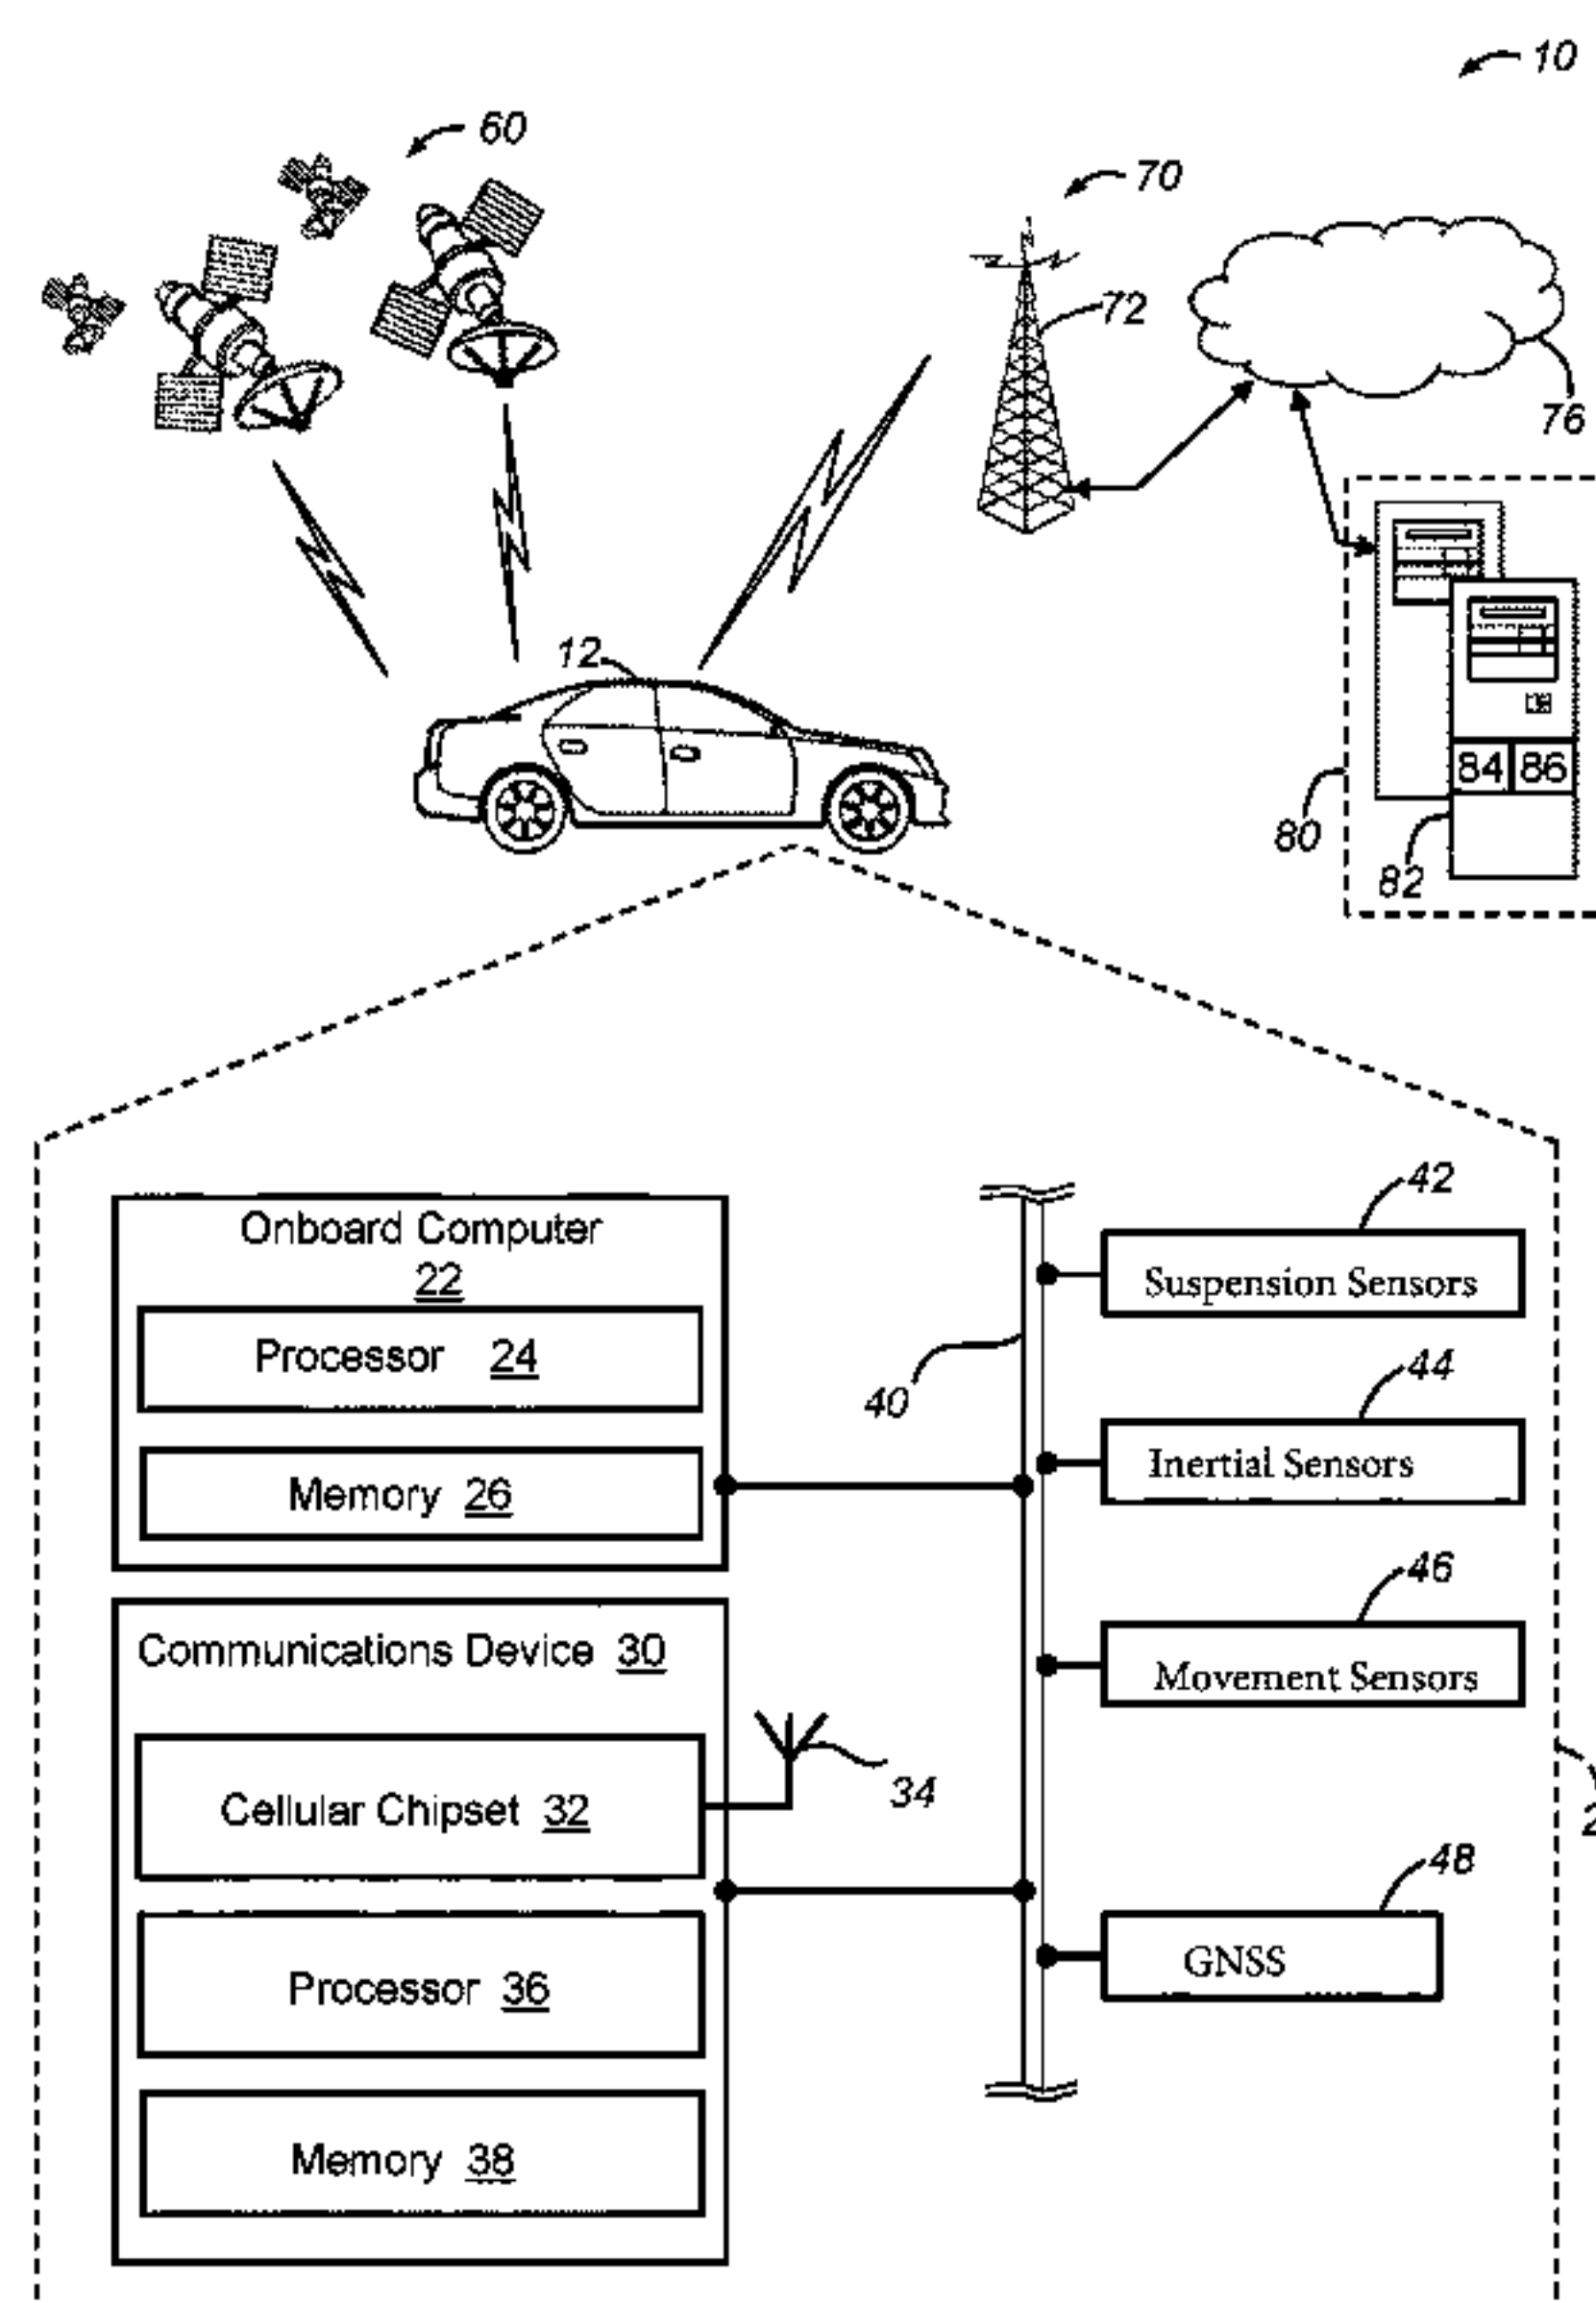 10
60
70
72
76
12
84 86
80
82
42
Onboard Computer
22
Suspension Sensors
Processor 24
40
44
Inertial Sensors
Memory 26
46
Communications Device 30
Movement Sensors
34
Cellular Chipset 32
48
GNSS
Processor 36
Memory 38